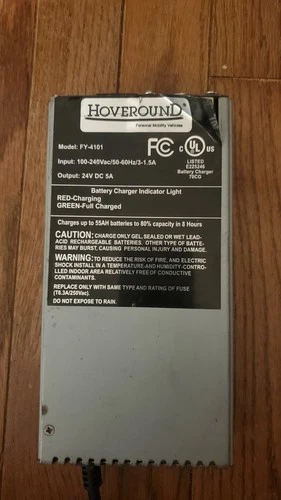 HOVEROUND
Personal Mobility Vehicles
Model: FY-4101
Input: 100-240Vac/50-60Hz/3-1.5A
Output: 24V DC 5A
FC
C UL US
LISTED
E225246
Battery Charger
70CG
Battery Charger Indicator Light
RED-Charging
GREEN-Full Charged
Charges up to 55AH batteries to 80% capacity in 8 Hours
CAUTION: CHARGE ONLY GEL, SEALED OR WET LEAD-
ACID RECHARGEABLE BATTERIES. OTHER TYPE OF BATTE-
RIES MAY BURST, CAUSING PERSONAL INJURY AND DAMAGE.
WARNING: TO REDUCE THE RISK OF FIRE, AND ELECTRIC
SHOCK INSTALL IN A TEMPERATURE-AND HUMIDITY-CONTRO-
LLED INDOOR AREA RELATIVELY FREE OF CONDUCTIVE
CONTAMINANTS.
REPLACE ONLY WITH SAME TYPE AND RATING OF FUSE
(T6.3A/250Vac).
DO NOT EXPOSE TO RAIN.